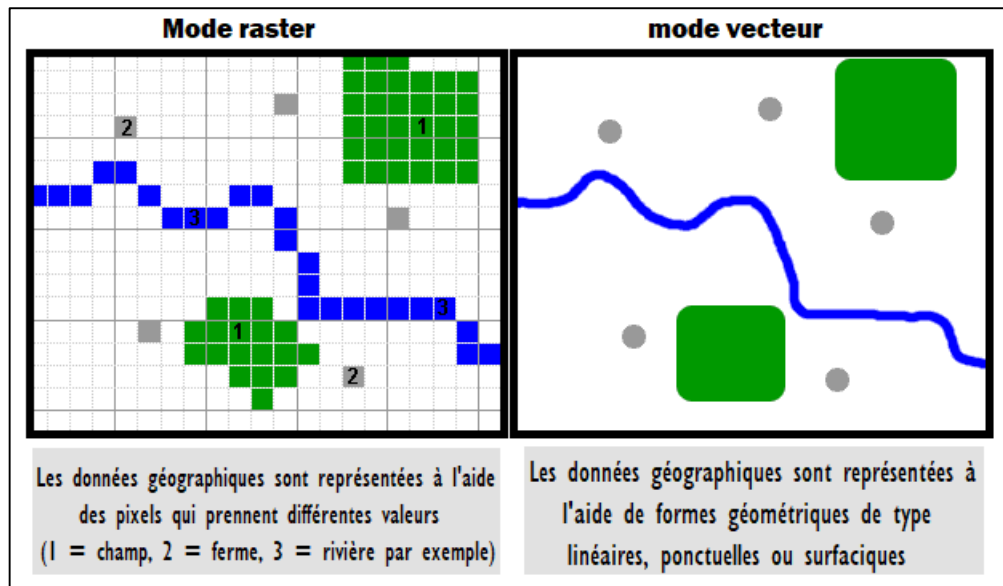 Mode raster
mode vecteur
1
2
3
3
1
2
Les données géographiques sont représentées à l'aide
des pixels qui prennent différentes valeurs
(1 = champ, 2 = ferme, 3 = rivière par exemple)
Les données géographiques sont représentées à
l'aide de formes géométriques de type
linéaires, ponctuelles ou surfaciques